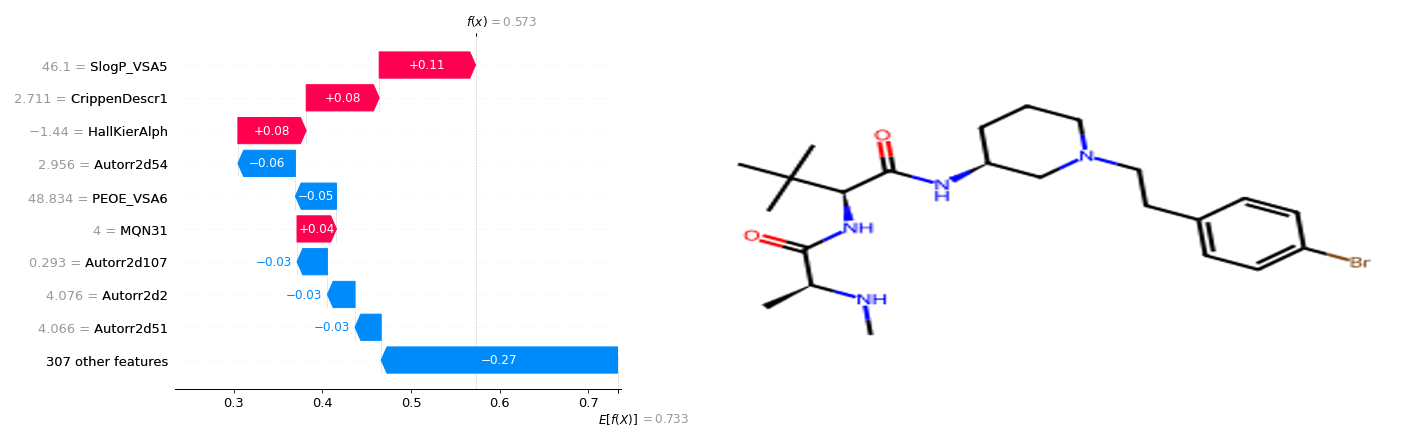 f(x) = 0.573
46.1 = SlogP_VSA5
+0.11
2.711 = CrippenDescr1
+0.08
−1.44 = HallKierAlph
+0.08
2.956 = Autorr2d54
−0.06
48.834 = PEOE_VSA6
−0.05
4 = MQN31
+0.04
0.293 = Autorr2d107
−0.03
4.076 = Autorr2d2
−0.03
4.066 = Autorr2d51
−0.03
307 other features
−0.27
0.3 0.4 0.5 0.6 0.7
E[f(X)] = 0.733
O
N
H
N
NH
O
NH
Br